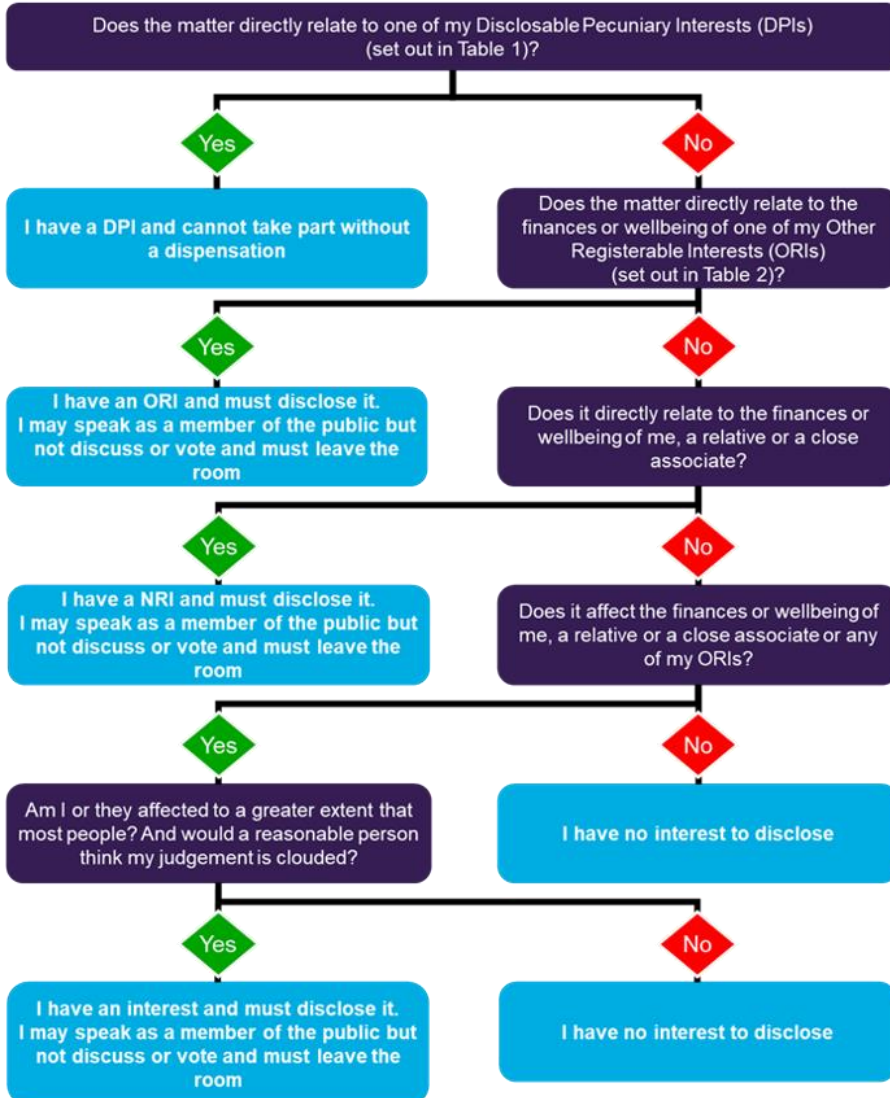 Does the matter directly relate to one of my Disclosable Pecuniary Interests (DPIs)
(set out in Table 1)?
Yes
No
I have a DPI and cannot take part without
a dispensation
Does the matter directly relate to the
finances or wellbeing of one of my Other
Registerable Interests (ORIs)
(set out in Table 2)?
Yes
No
I have an ORI and must disclose it.
I may speak as a member of the public but
not discuss or vote and must leave the
room
Does it directly relate to the finances or
wellbeing of me, a relative or a close
associate?
Yes
No
I have a NRI and must disclose it.
I may speak as a member of the public but
not discuss or vote and must leave the
room
Does it affect the finances or wellbeing of
me, a relative or a close associate or any
of my ORIs?
Yes
No
Am I or they affected to a greater extent that
most people? And would a reasonable person
think my judgement is clouded?
I have no interest to disclose
Yes
No
I have an interest and must disclose it.
I may speak as a member of the public but
not discuss or vote and must leave the
room
I have no interest to disclose